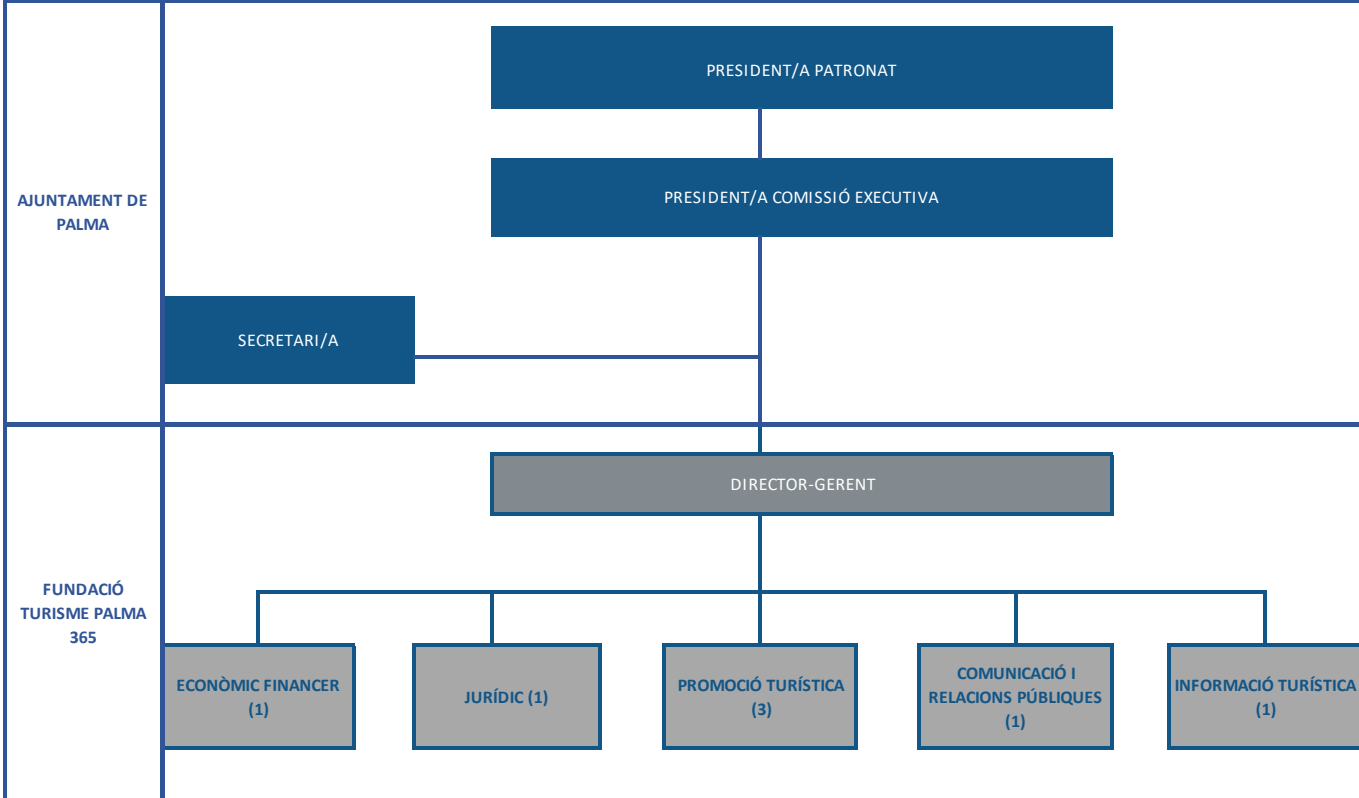 AJUNTAMENT DE
PALMA
PRESIDENT/A PATRONAT
PRESIDENT/A COMISSIÓ EXECUTIVA
SECRETARI/A
FUNDACIÓ
TURISME PALMA
365
DIRECTOR-GERENT
ECONÒMIC FINANCER
(1)
JURÍDIC (1)
PROMOCIÓ TURÍSTICA
(3)
COMUNICACIÓ I
RELACIONS PÚBLIQUES
(1)
INFORMACIÓ TURÍSTICA
(1)